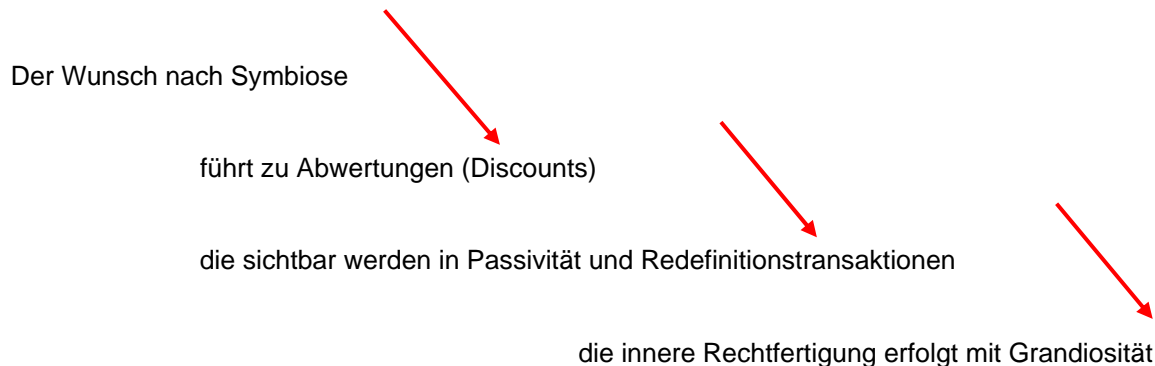 Der Wunsch nach Symbiose
führt zu Abwertungen (Discounts)
die sichtbar werden in Passivität und Redefinitionstransaktionen
die innere Rechtfertigung erfolgt mit Grandiosität